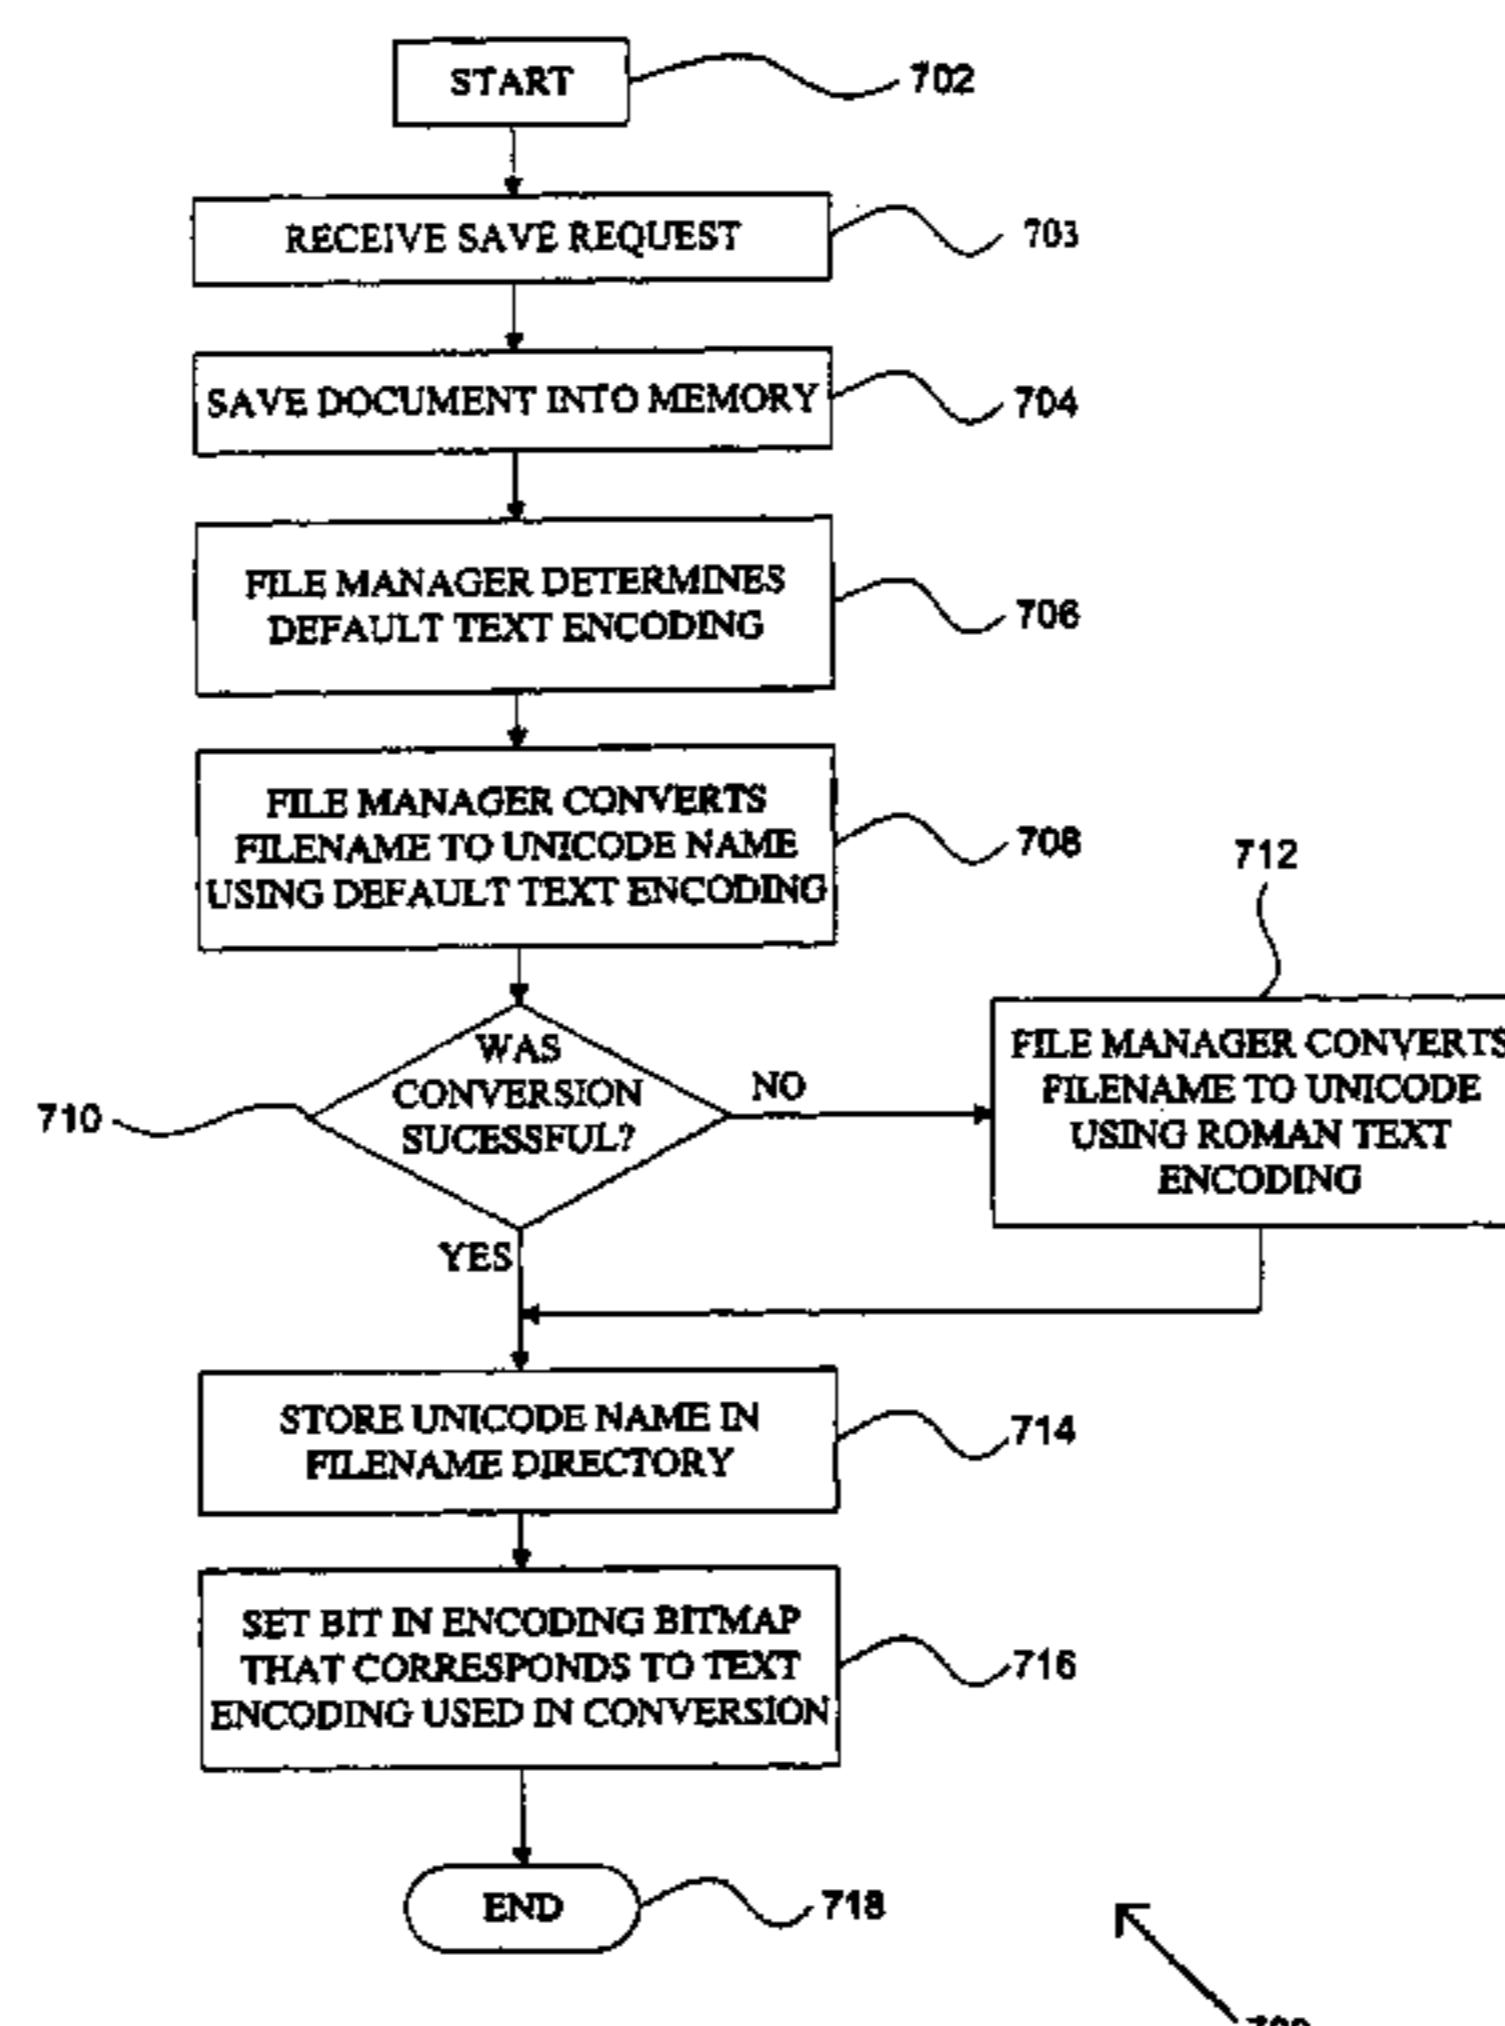 START
702
RECEIVE SAVE REQUEST
703
SAVE DOCUMENT INTO MEMORY
704
FILE MANAGER DETERMINES
DEFAULT TEXT ENCODING
706
FILE MANAGER CONVERTS
FILENAME TO UNICODE NAME
USING DEFAULT TEXT ENCODING
708
WAS
CONVERSION
SUCESSFUL?
710
NO
712
FILE MANAGER CONVERTS
FILENAME TO UNICODE
USING ROMAN TEXT
ENCODING
YES
STORE UNICODE NAME IN
FILENAME DIRECTORY
714
SET BIT IN ENCODING BITMAP
THAT CORRESPONDS TO TEXT
ENCODING USED IN CONVERSION
716
END
718